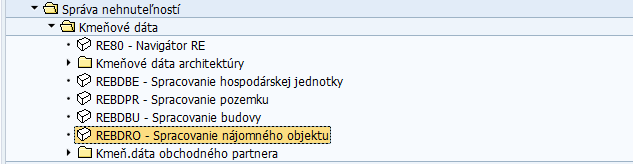 Správa nehnuteľností
Kmeňové dáta
RE80 - Navigátor RE
Kmeňové dáta architektúry
REBDBE - Spracovanie hospodárskej jednotky
REBDPR - Spracovanie pozemku
REBDBU - Spracovanie budovy
REBDRO - Spracovanie nájomného objektu
Kmeň.dáta obchodného partnera